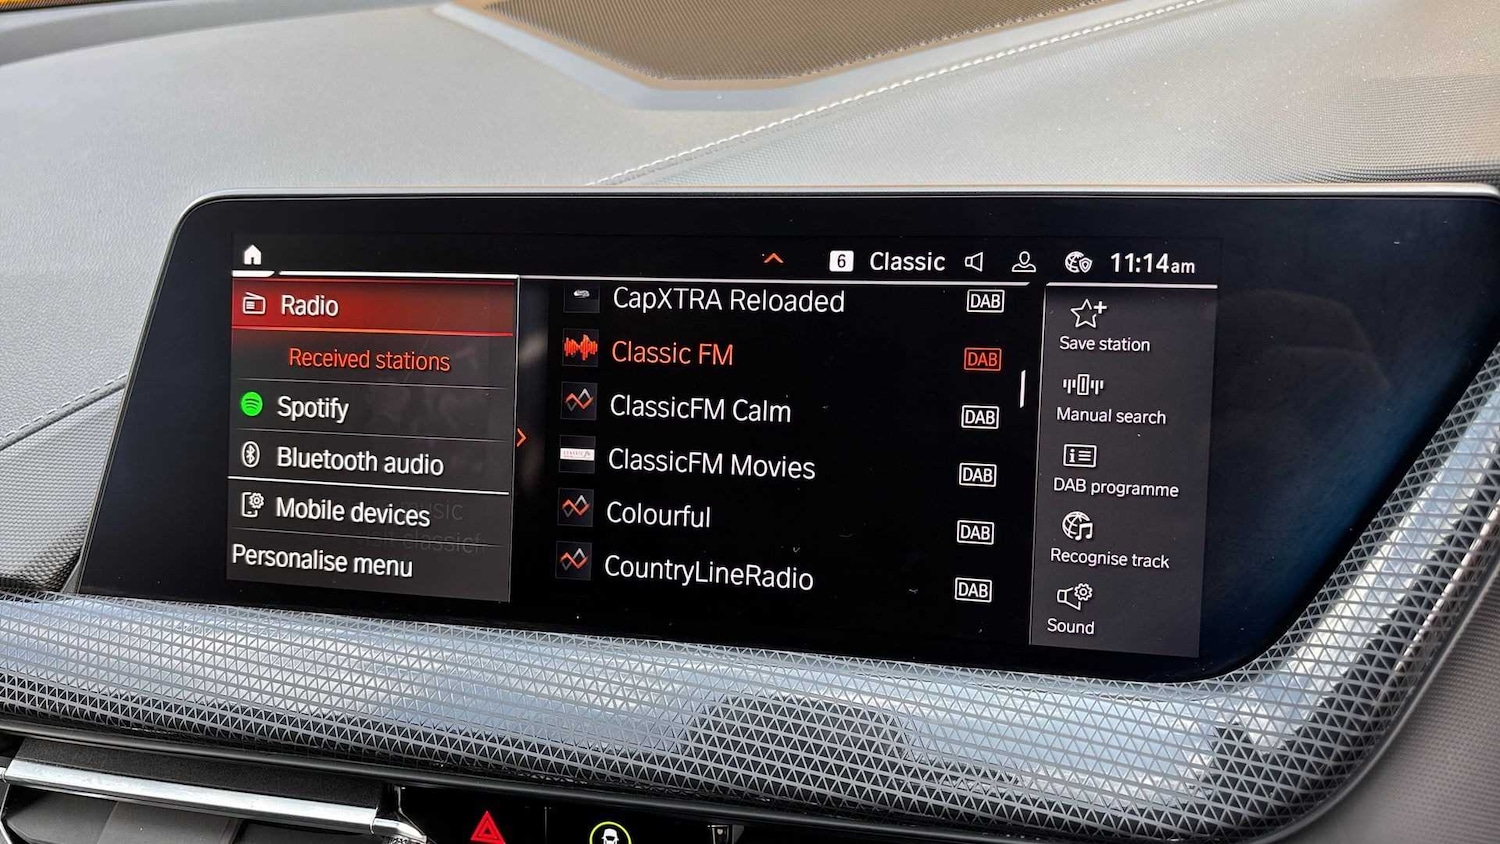 6 Classic 11:14am
Radio
Received stations
Spotify
Bluetooth audio
Mobile devices
Personalise menu
CapXTRA Reloaded DAB
Classic FM DAB
ClassicFM Calm DAB
ClassicFM Movies DAB
Colourful DAB
CountryLineRadio DAB
Save station
Manual search
DAB programme
Recognise track
Sound